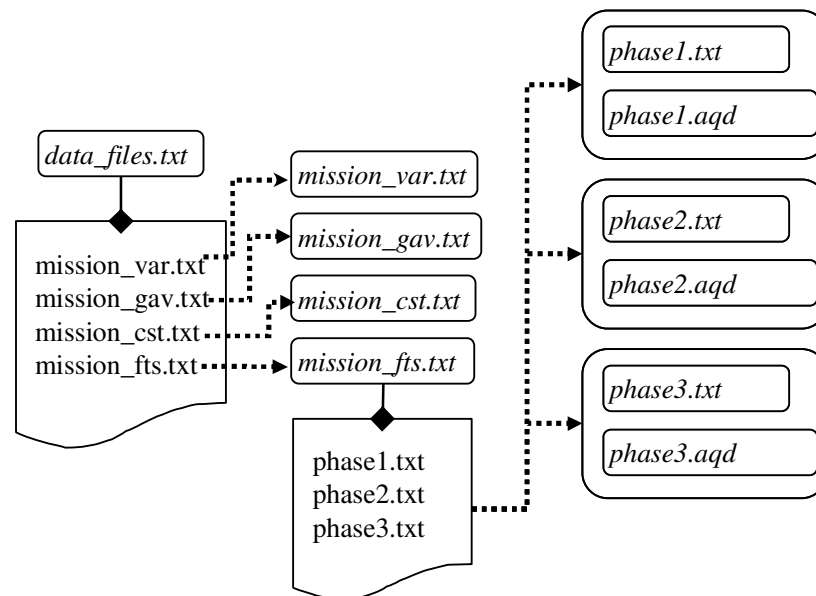 data_files.txt
mission_var.txt
mission_gav.txt
mission_cst.txt
mission_fts.txt
mission_var.txt
mission_gav.txt
mission_cst.txt
mission_fts.txt
phase1.txt
phase2.txt
phase3.txt
phase1.txt
phase1.aqd
phase2.txt
phase2.aqd
phase3.txt
phase3.aqd